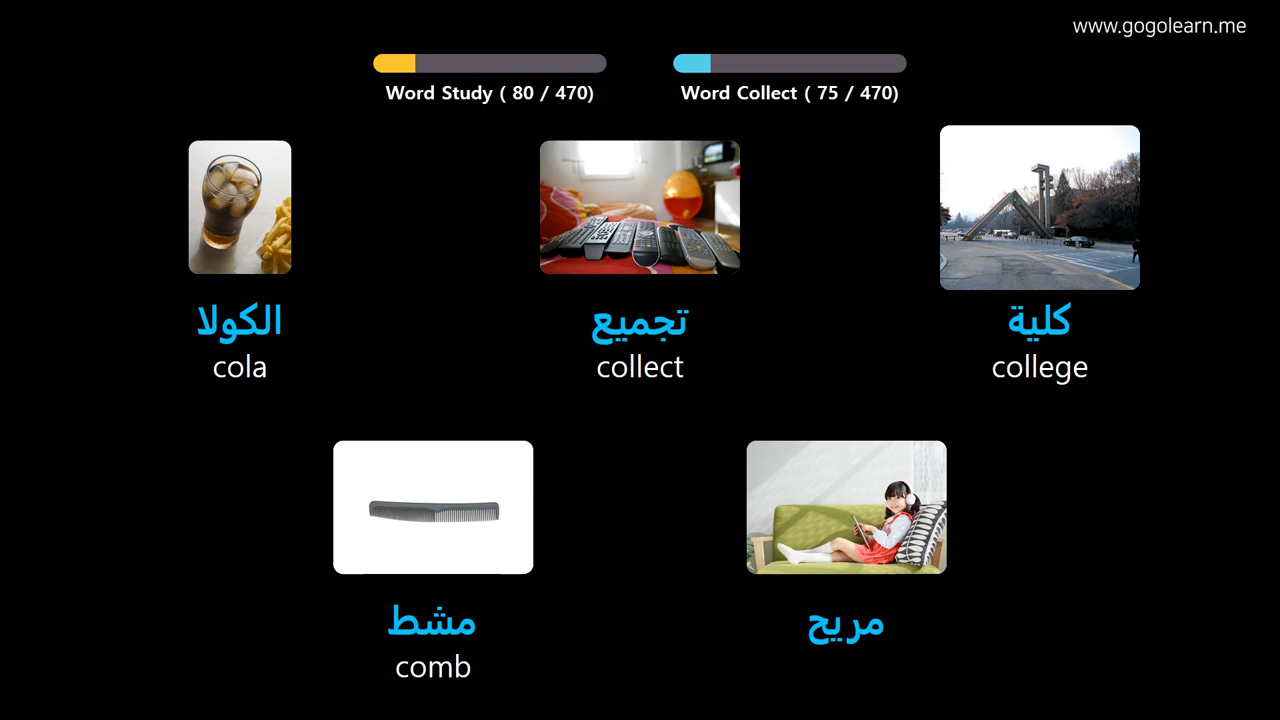 www.gogolearn.me
Word Study ( 80 / 470)
Word Collect ( 75 / 470)
الكولا
cola
تجميع
collect
كلية
college
مشط
comb
مريح